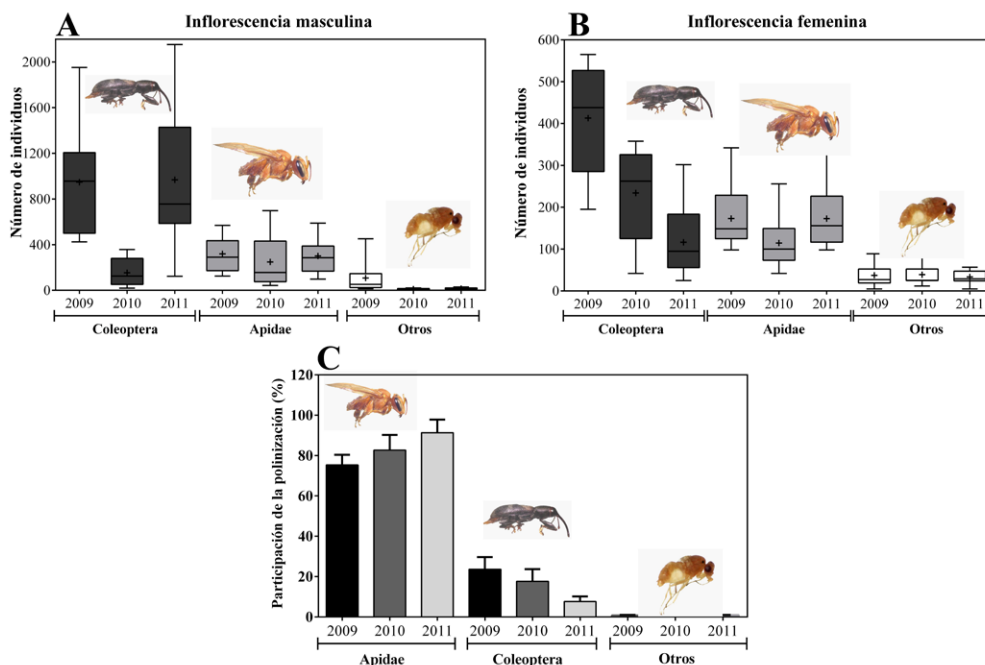 A
Inflorescencia masculina
Número de individuos
2000
1600
1200
800
400
0
2009 2010 2011 2009 2010 2011 2009 2010 2011
Coleoptera Apidae Otros
B
Inflorescencia femenina
Número de individuos
600
500
400
300
200
100
0
2009 2010 2011 2009 2010 2011 2009 2010 2011
Coleoptera Apidae Otros
C
Participación de la polinización (%)
120
100
80
60
40
20
0
2009 2010 2011 2009 2010 2011 2009 2010 2011
Apidae Coleoptera Otros